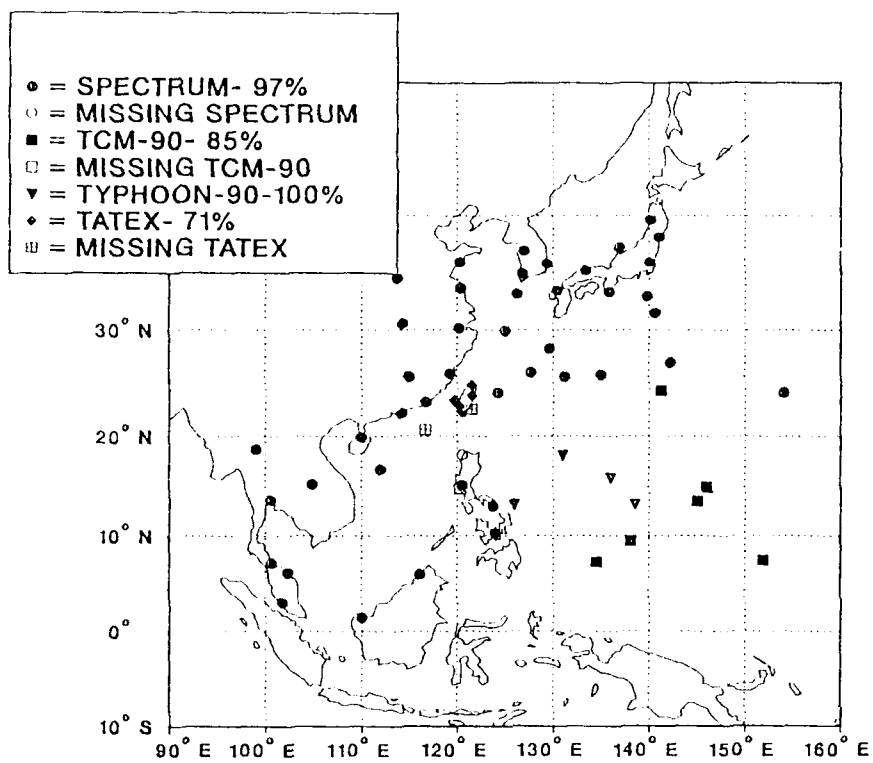 ● = SPECTRUM- 97%
○ = MISSING SPECTRUM
■ = TCM-90- 85%
□ = MISSING TCM-90
▼ = TYPHOON-90-100%
◆ = TATEX- 71%
⊞ = MISSING TATEX
30° N
20° N
10° N
0°
10° S
90° E 100° E 110° E 120° E 130° E 140° E 150° E 160° E